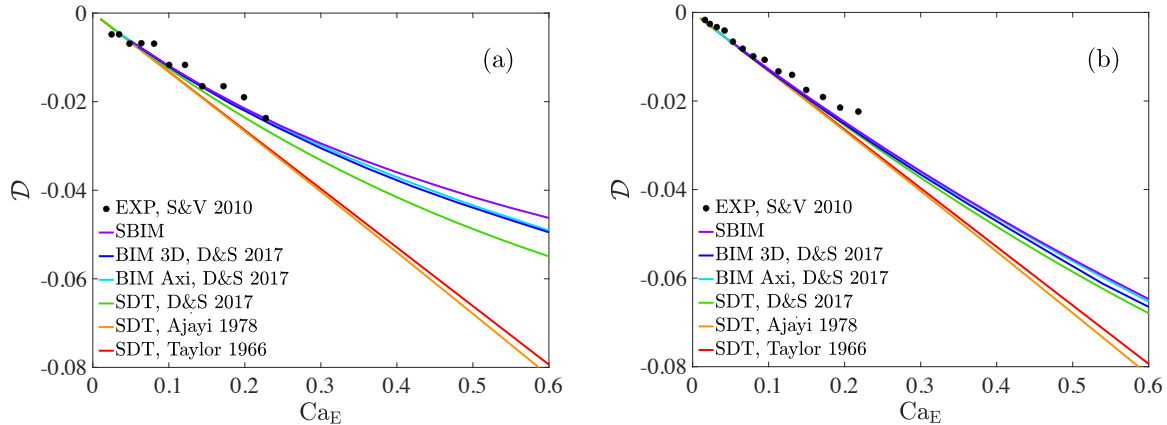 (a)
0
-0.02
-0.04
-0.06
-0.08
𝒟
EXP, S&V 2010
SBIM
BIM 3D, D&S 2017
BIM Axi, D&S 2017
SDT, D&S 2017
SDT, Ajayi 1978
SDT, Taylor 1966
0 0.1 0.2 0.3 0.4 0.5 0.6
Ca_E
(b)
0
-0.02
-0.04
-0.06
-0.08
𝒟
EXP, S&V 2010
SBIM
BIM 3D, D&S 2017
BIM Axi, D&S 2017
SDT, D&S 2017
SDT, Ajayi 1978
SDT, Taylor 1966
0 0.1 0.2 0.3 0.4 0.5 0.6
Ca_E